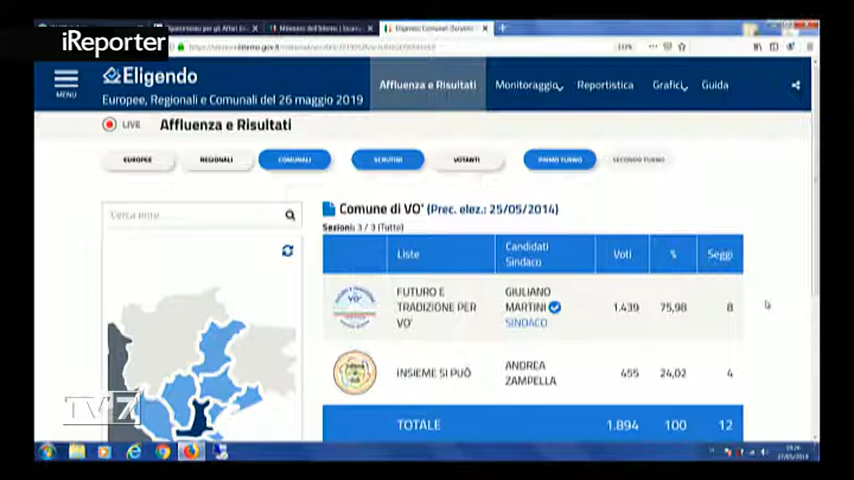 iReporter
MENU
Eligendo
Europee, Regionali e Comunali del 26 maggio 2019
Affluenza e Risultati
Monitoraggio
Reportistica
Grafici
Guida
LIVE
Affluenza e Risultati
EUROPEE
REGIONALI
COMUNALI
SCRUTINI
VOTANTI
PRIMO TURNO
SECONDO TURNO
Cerca ente
Comune di VO' (Prec. elez.: 25/05/2014)
Sezioni: 3 / 3 (Tutte)
Liste
Candidati
Sindaco
Voti
%
Seggi
FUTURO E
TRADIZIONE PER
VO'
GIULIANO
MARTINI
SINDACO
1.439
75,98
8
INSIEME SI PUÒ
ANDREA
ZAMPELLA
455
24,02
4
TOTALE
1.894
100
12
TV7